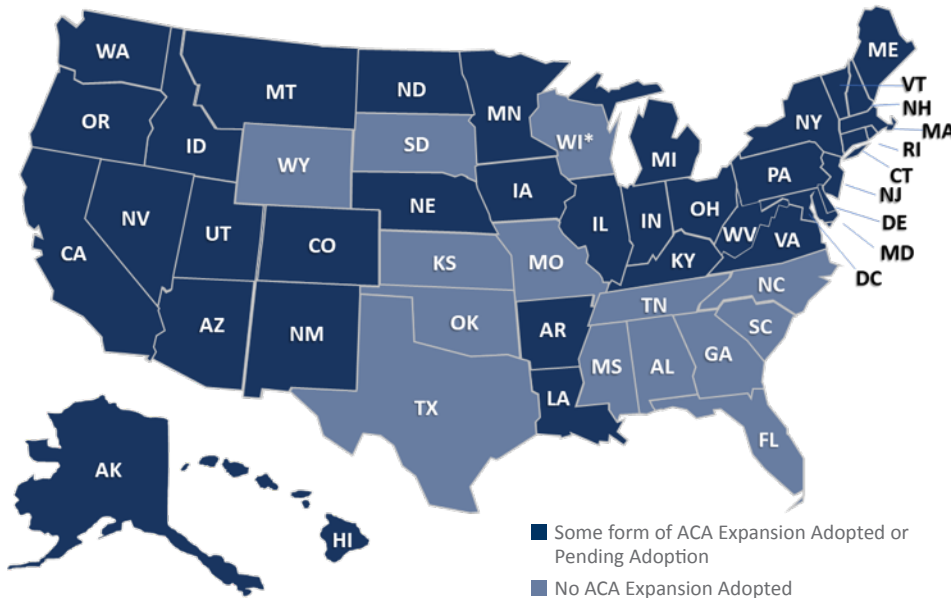 WA
MT
ND
MN
ME
VT
NH
MA
RI
CT
NJ
DE
MD
DC
OR
ID
WY
SD
WI*
MI
NY
PA
NV
UT
CO
NE
IA
IL
IN
OH
WV
VA
KY
CA
AZ
NM
KS
MO
OK
AR
TN
NC
SC
MS
AL
GA
TX
LA
FL
AK
HI
Some form of ACA Expansion Adopted or
Pending Adoption
No ACA Expansion Adopted